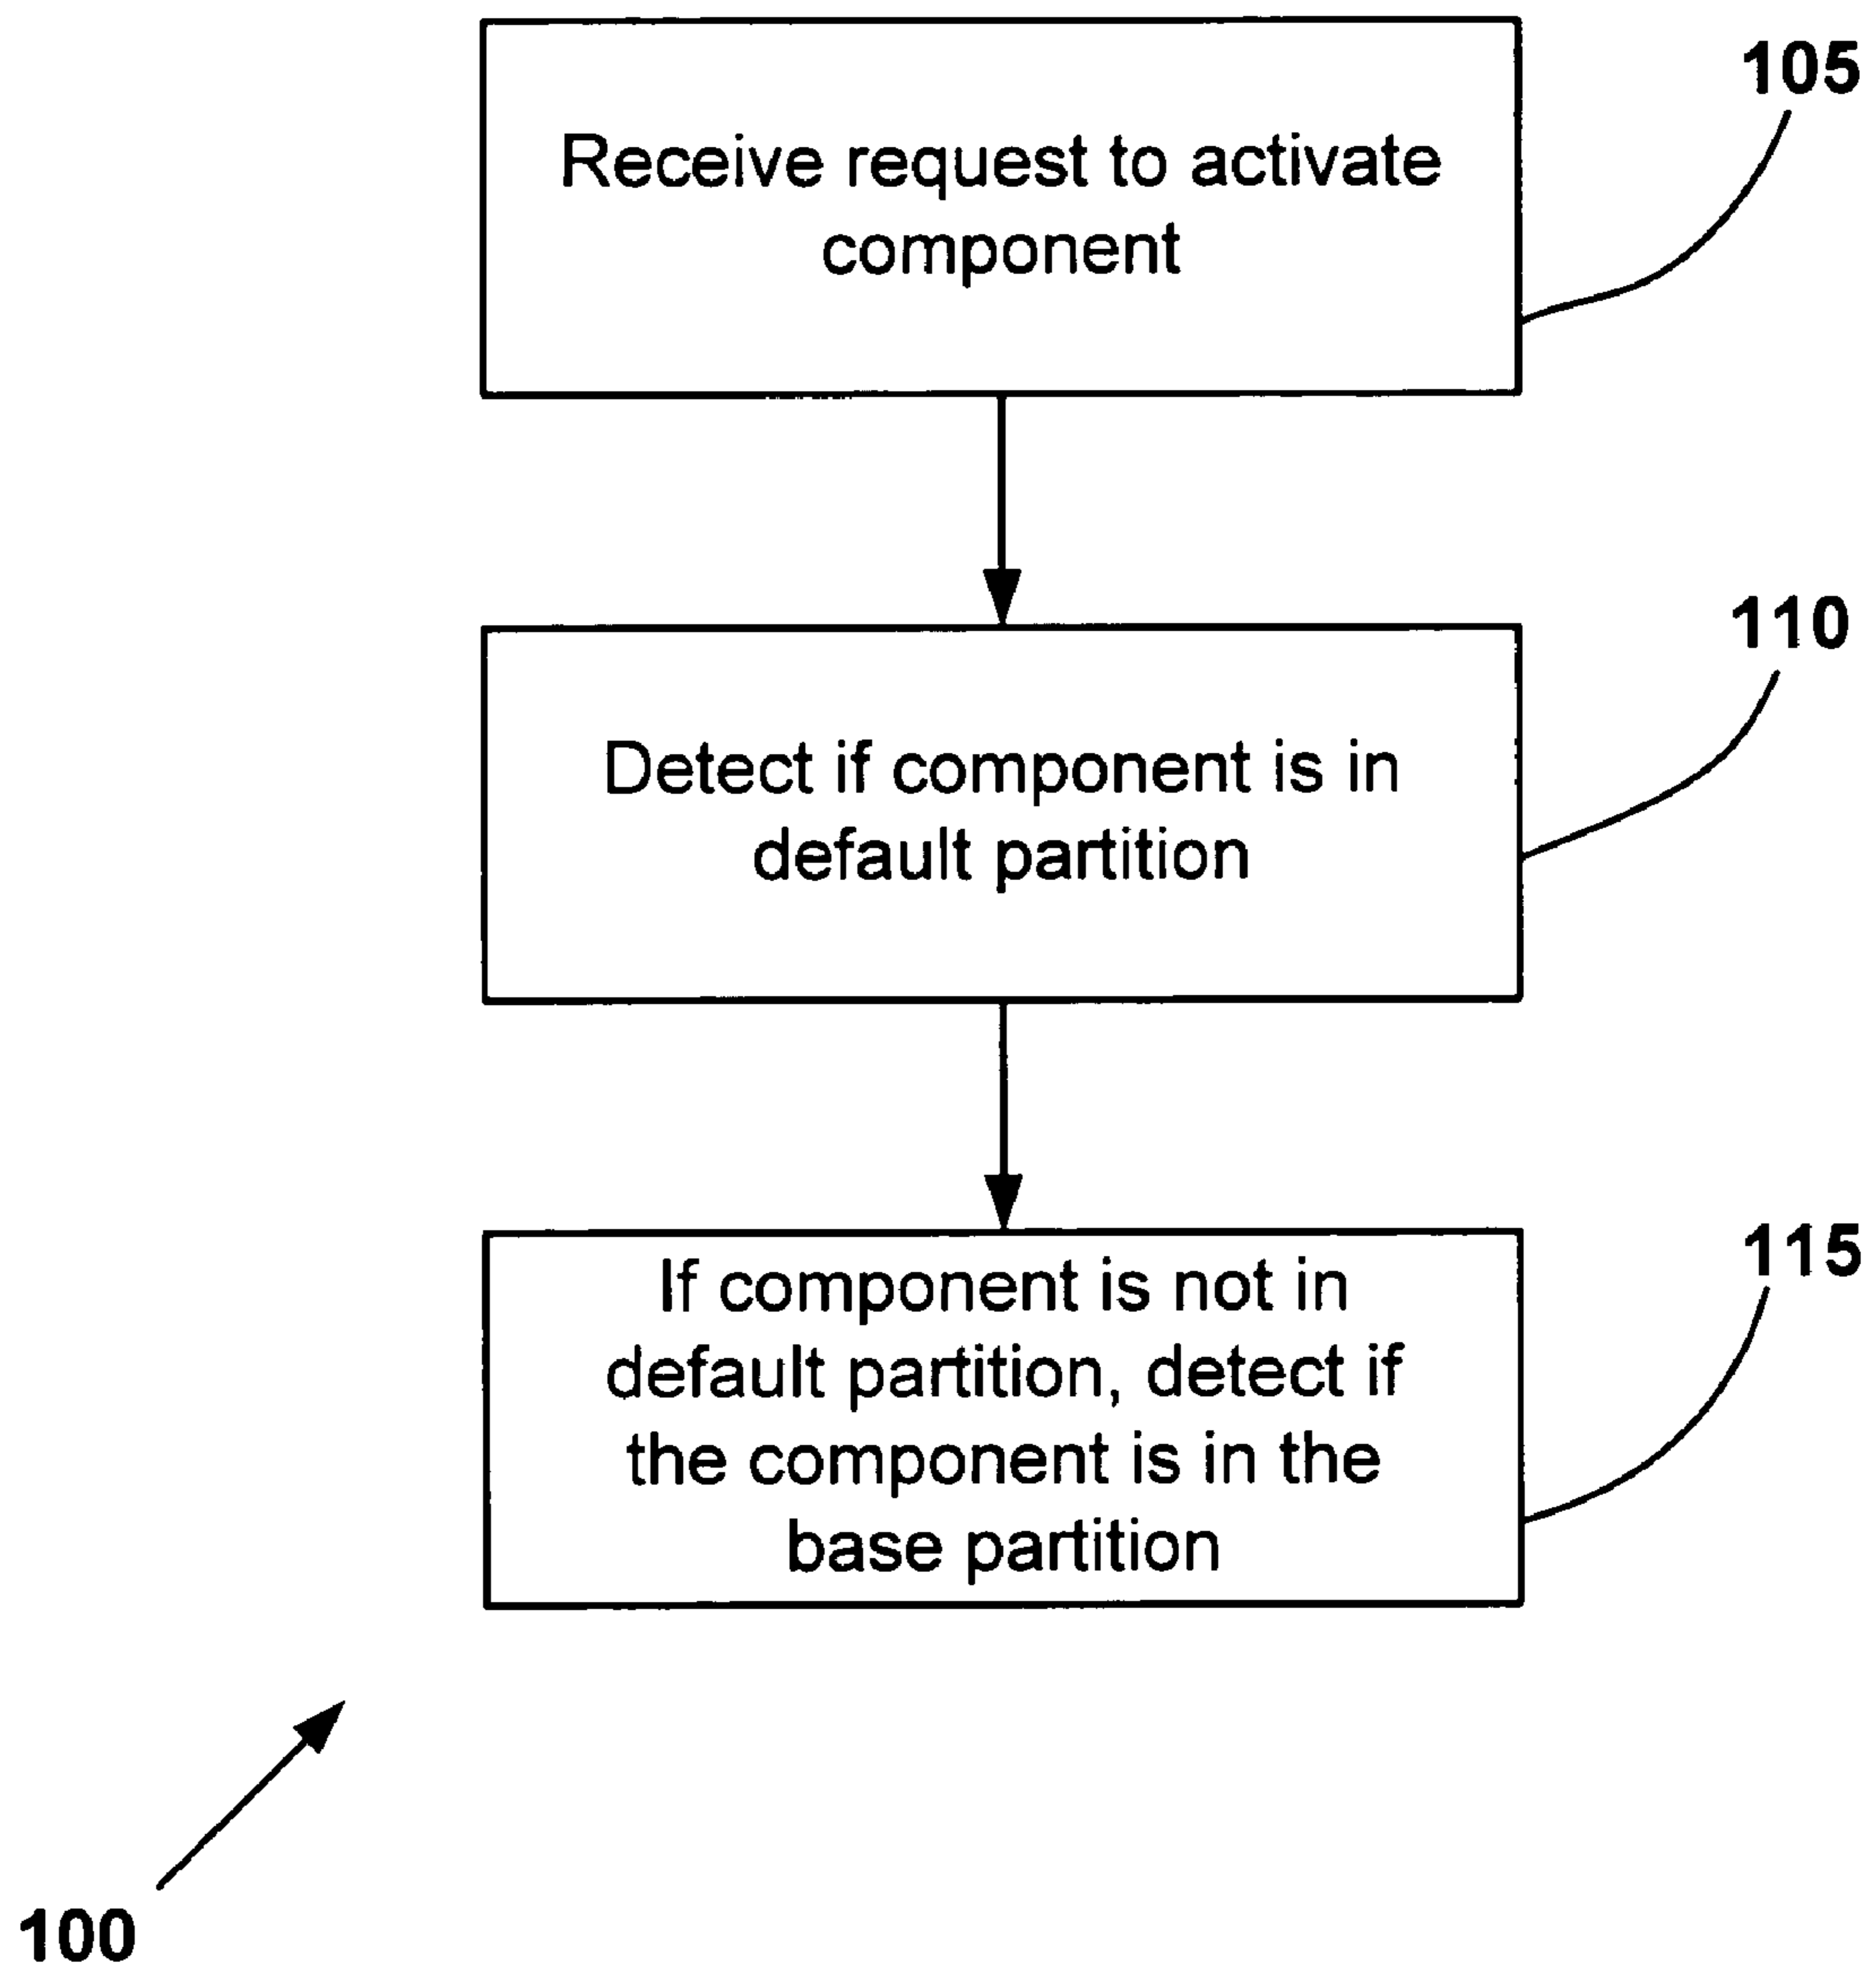 105
Receive request to activate
component
110
Detect if component is in
default partition
115
If component is not in
default partition, detect if
the component is in the
base partition
100